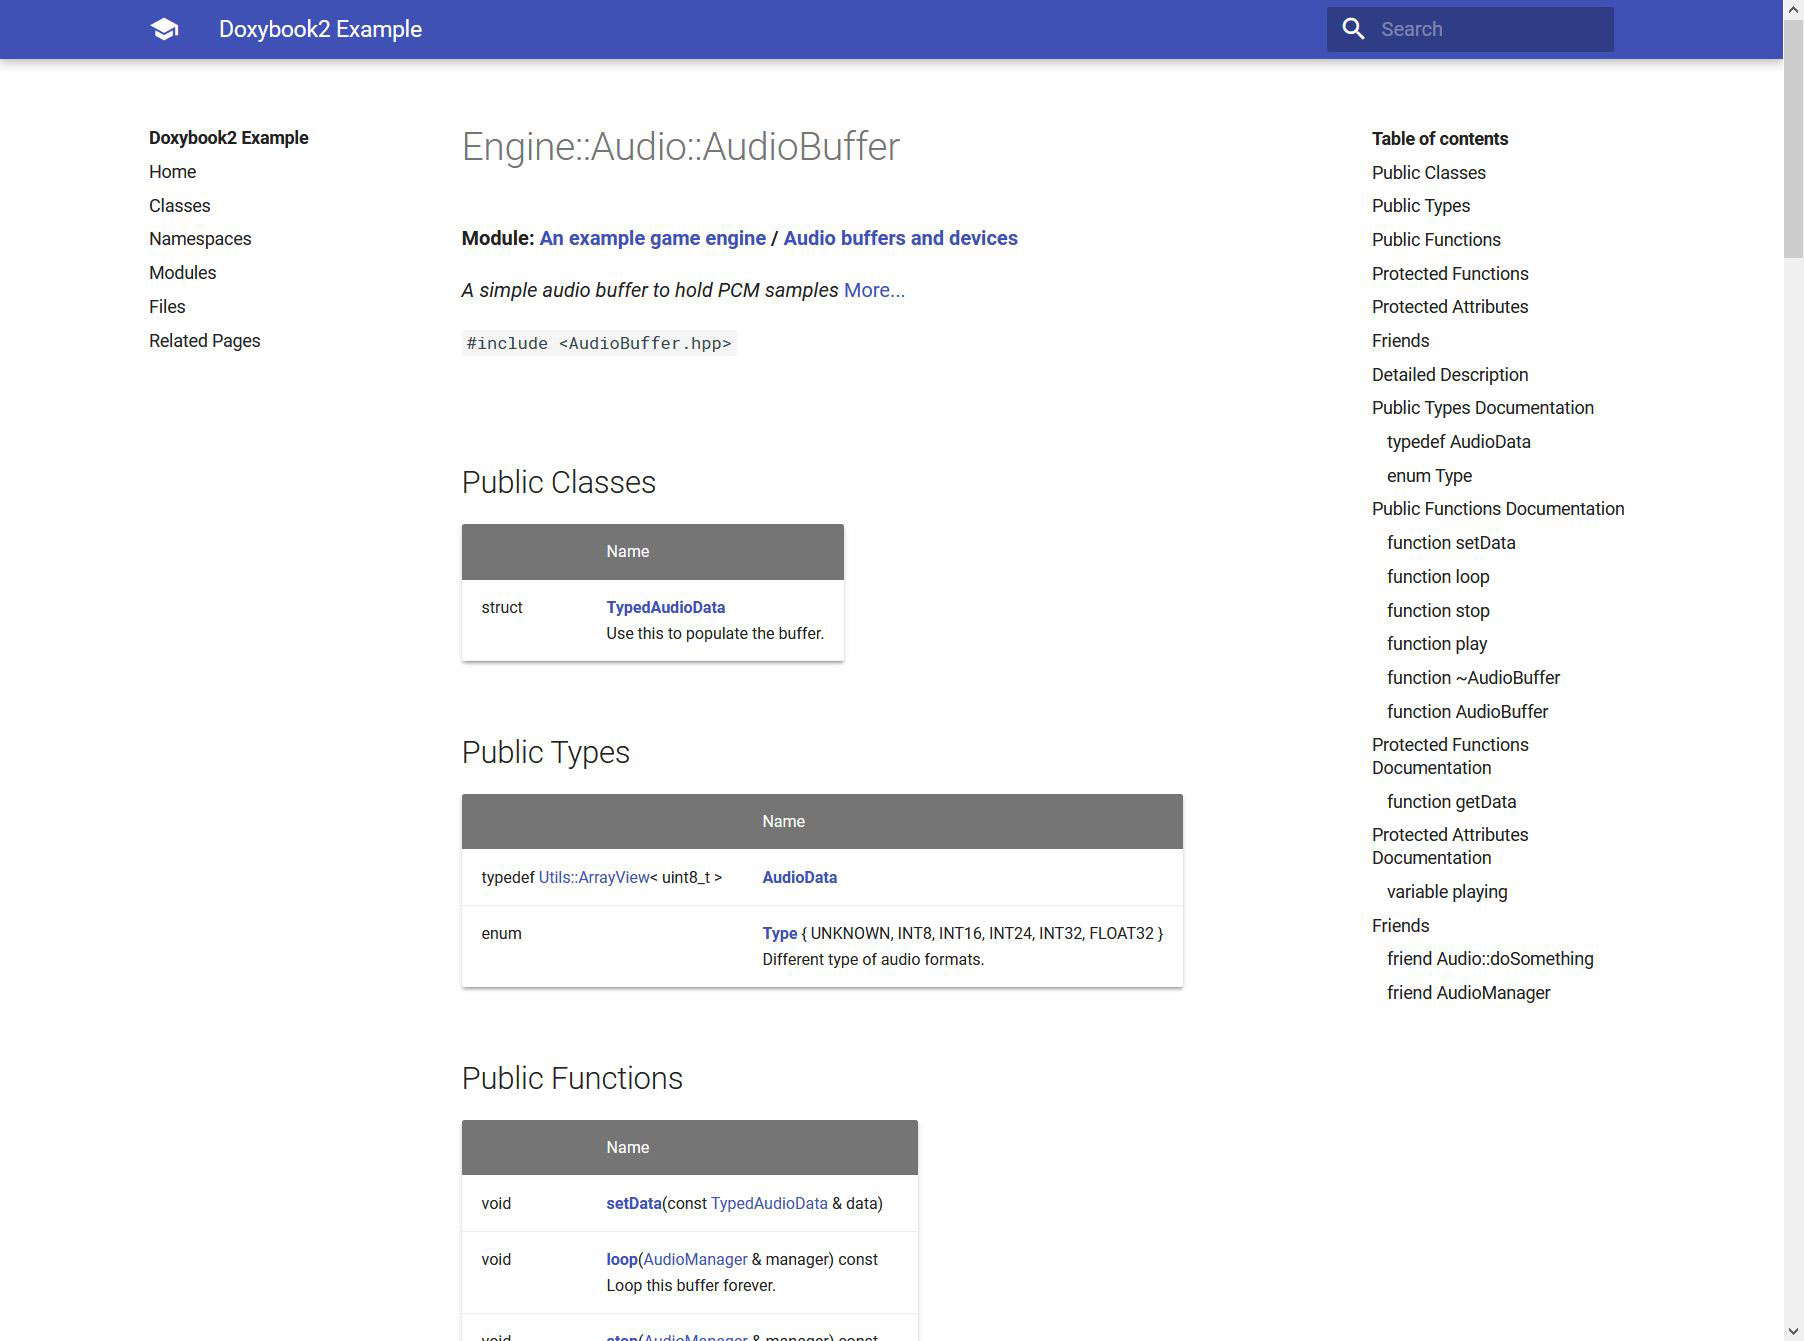 Doxybook2 Example
Search
Doxybook2 Example
Home
Classes
Namespaces
Modules
Files
Related Pages
Engine::Audio::AudioBuffer
Module: An example game engine / Audio buffers and devices
A simple audio buffer to hold PCM samples More...
#include <AudioBuffer.hpp>
Public Classes
Name
struct TypedAudioData
Use this to populate the buffer.
Public Types
Name
typedef Utils::ArrayView< uint8_t > AudioData
enum Type { UNKNOWN, INT8, INT16, INT24, INT32, FLOAT32 }
Different type of audio formats.
Public Functions
Name
void setData(const TypedAudioData & data)
void loop(AudioManager & manager) const
Loop this buffer forever.
void stop(AudioManager & manager) const
Table of contents
Public Classes
Public Types
Public Functions
Protected Functions
Protected Attributes
Friends
Detailed Description
Public Types Documentation
typedef AudioData
enum Type
Public Functions Documentation
function setData
function loop
function stop
function play
function ~AudioBuffer
function AudioBuffer
Protected Functions
Documentation
function getData
Protected Attributes
Documentation
variable playing
Friends
friend Audio::doSomething
friend AudioManager